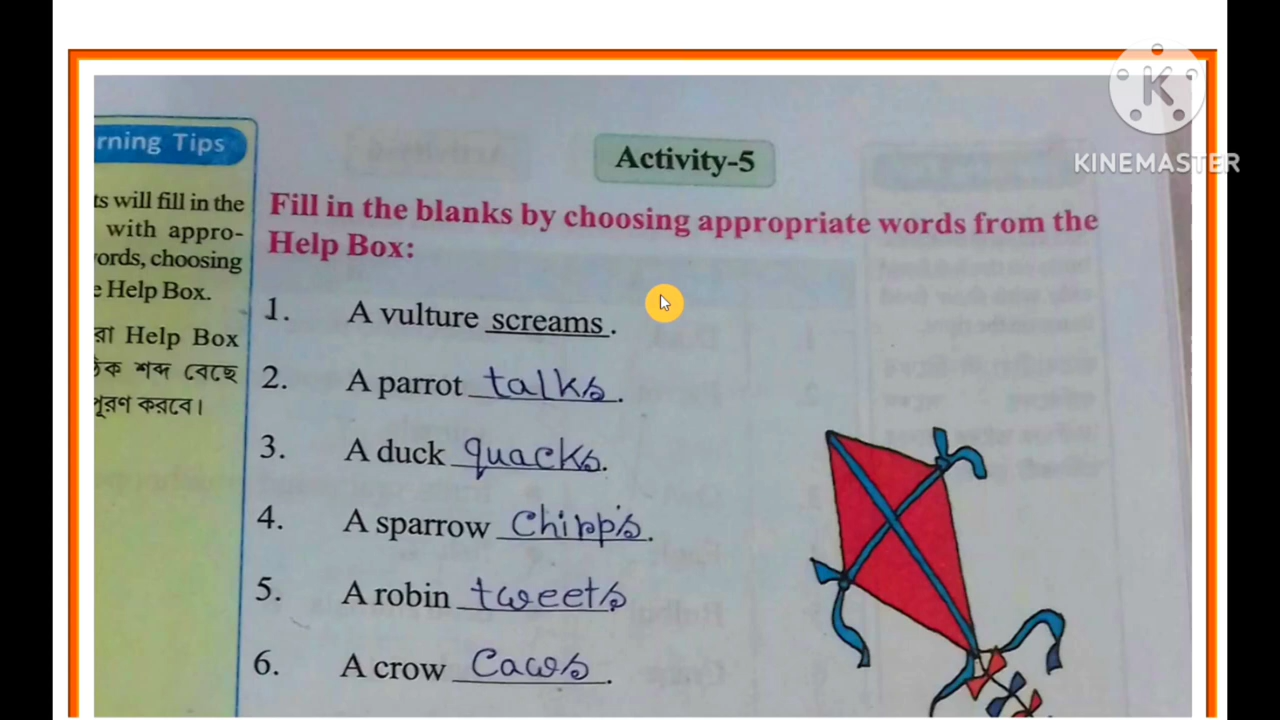 KINEMASTER
rning Tips
ts will fill in the
with appro-
ords, choosing
e Help Box.
রা Help Box
ঠিক শব্দ বেছে
পূরণ করবে।
Activity-5
Fill in the blanks by choosing appropriate words from the
Help Box:
1. A vulture screams.
2. A parrot talks.
3. A duck quacks.
4. A sparrow chirps.
5. A robin tweets
6. A crow caws.